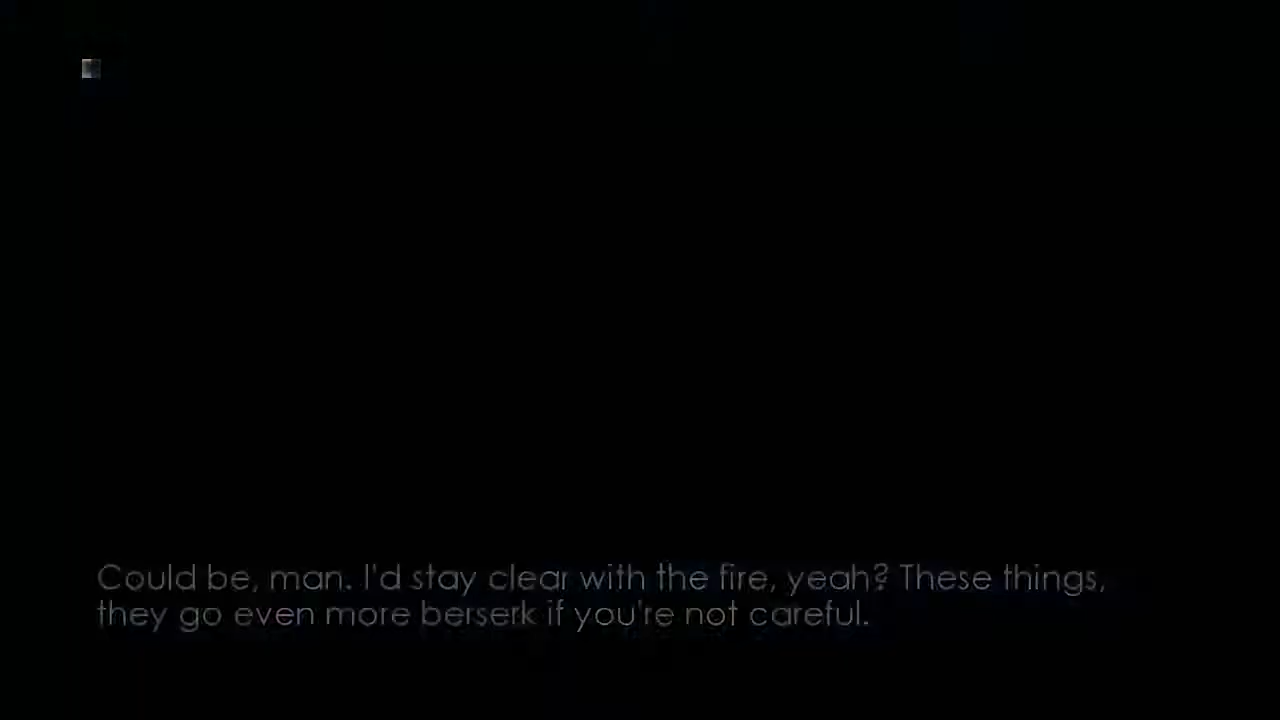 Could be, man. I'd stay clear with the fire, yeah? These things,
they go even more berserk if you're not careful.